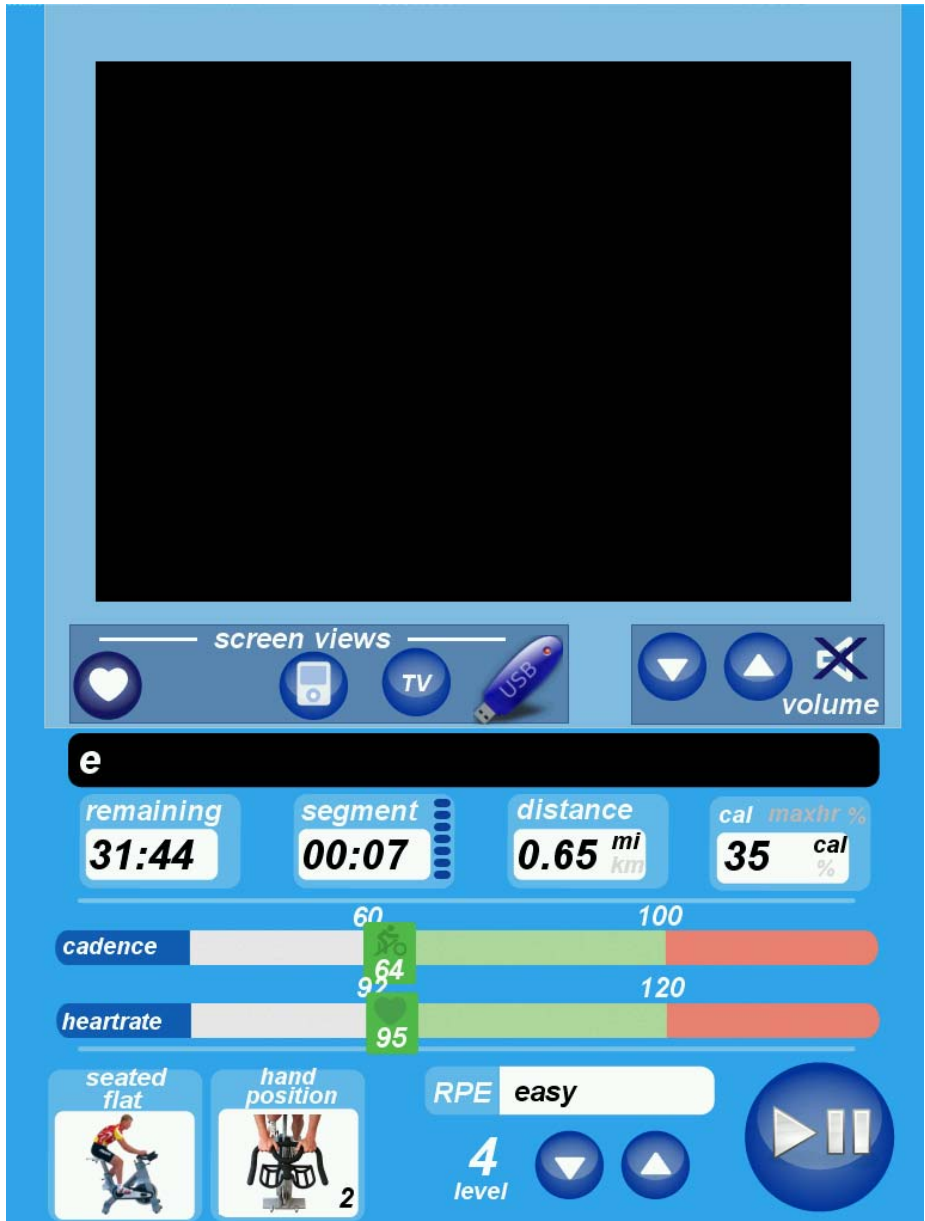 screen views
TV
USB
volume
e
remaining
segment
distance
cal maxhr %
31:44
00:07
0.65 mi
km
35 cal
%
60
100
cadence
64
92
120
heartrate
95
seated
flat
hand
position
2
RPE easy
4
level